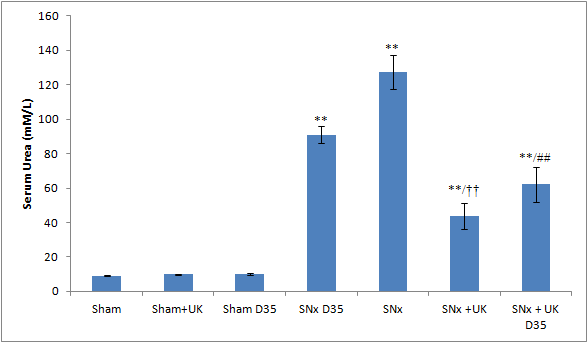 Serum Urea (mM/L)
160
140
120
100
80
60
40
20
0
**
**
**/††
**/##
Sham
Sham+UK
Sham D35
SNx D35
SNx
SNx +UK
SNx + UK
D35